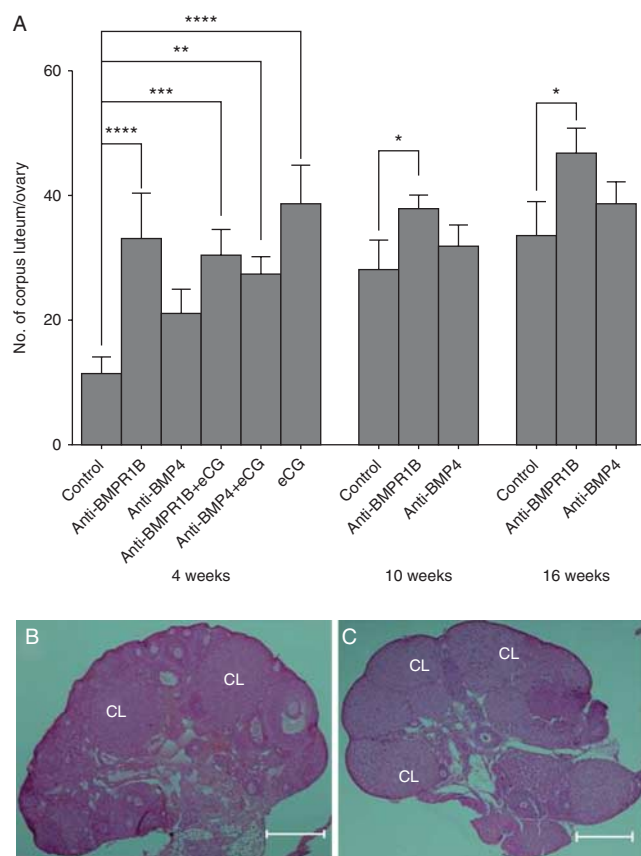 A
****
**
***
****
*
*
60
40
20
0
No. of corpus luteum/ovary
Control
Anti-BMPR1B
Anti-BMP4
Anti-BMPR1B+eCG
Anti-BMP4+eCG
eCG
Control
Anti-BMPR1B
Anti-BMP4
Control
Anti-BMPR1B
Anti-BMP4
4 weeks
10 weeks
16 weeks
B
CL
CL
C
CL
CL
CL